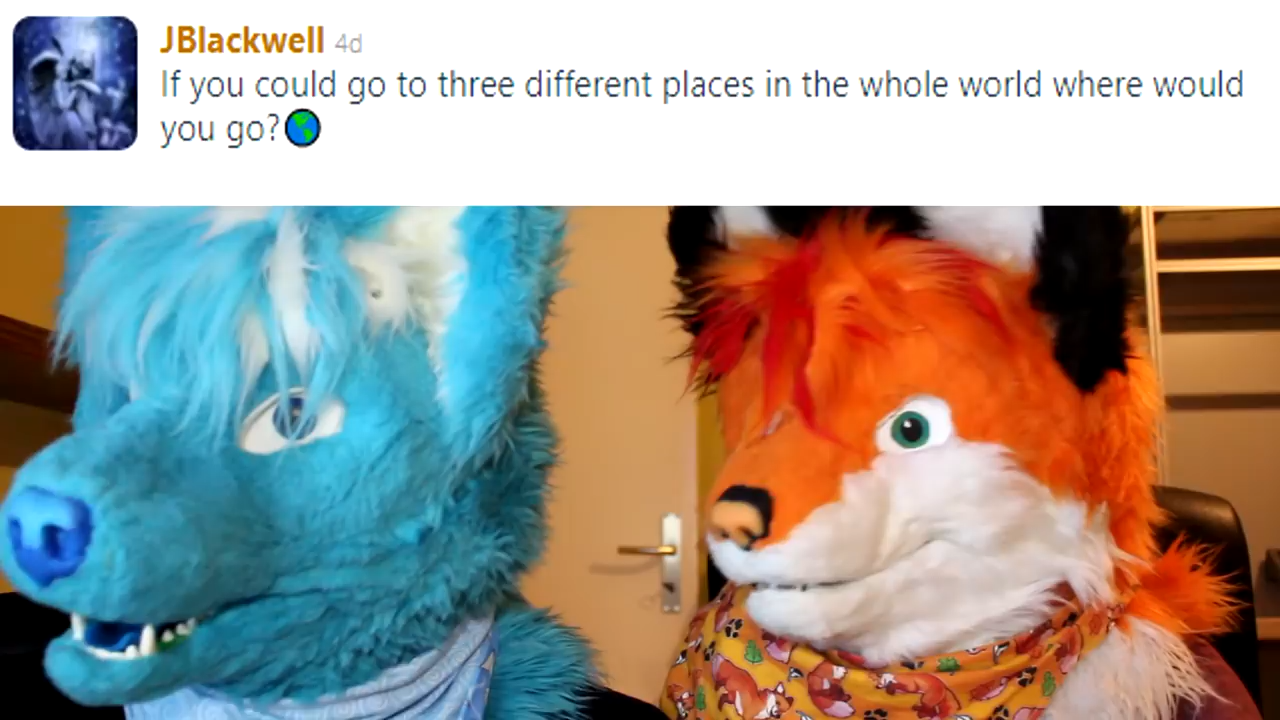 JBlackwell 4d
If you could go to three different places in the whole world where would
you go?🌎